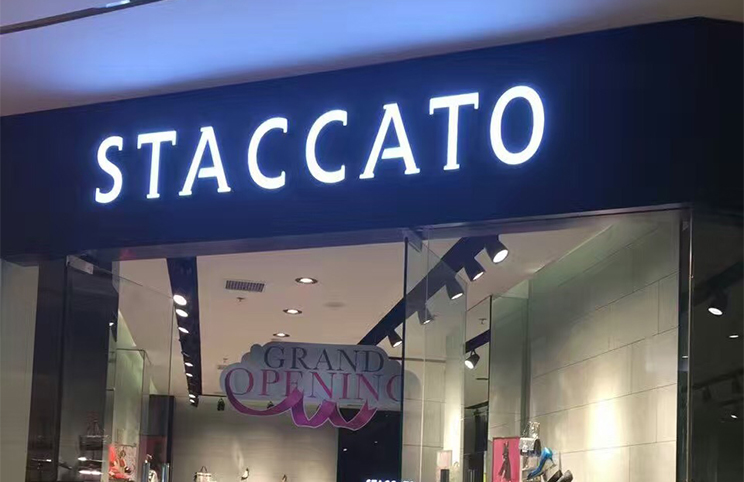 STACCATO
GRAND
OPENING